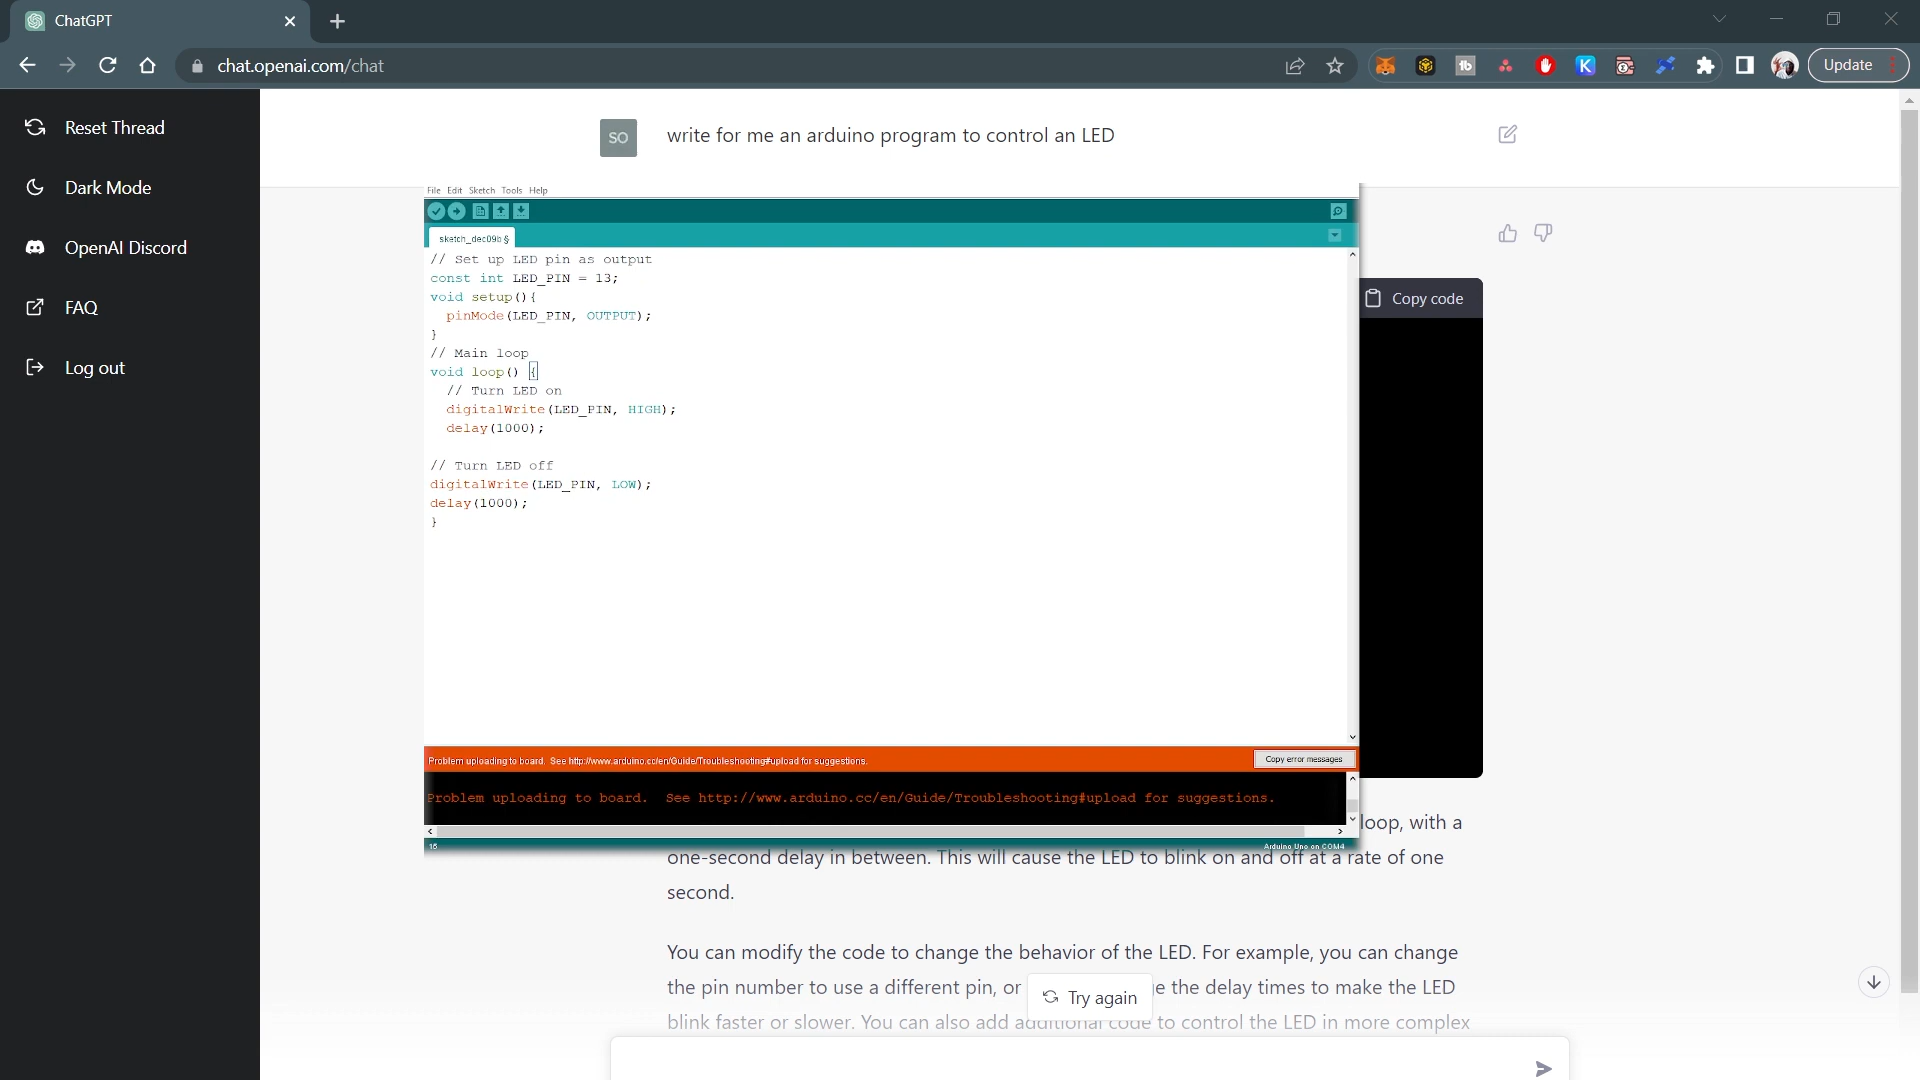 ChatGPT
chat.openai.com/chat
Update
Reset Thread
Dark Mode
OpenAI Discord
FAQ
Log out
SO
write for me an arduino program to control an LED
File Edit Sketch Tools Help
sketch_dec09b §
// Set up LED pin as output
const int LED_PIN = 13;
void setup(){
pinMode(LED_PIN, OUTPUT);
}
// Main loop
void loop() {
// Turn LED on
digitalWrite(LED_PIN, HIGH);
delay(1000);
// Turn LED off
digitalWrite(LED_PIN, LOW);
delay(1000);
}
Copy code
Problem uploading to board. See http://www.arduino.cc/en/Guide/Troubleshooting#upload for suggestions.
Copy error messages
Problem uploading to board. See http://www.arduino.cc/en/Guide/Troubleshooting#upload for suggestions.
16
Arduino Uno on COM4
loop, with a
one-second delay in between. This will cause the LED to blink on and off at a rate of one
second.
You can modify the code to change the behavior of the LED. For example, you can change
the pin number to use a different pin, or e the delay times to make the LED
Try again
blink faster or slower. You can also add additional code to control the LED in more complex